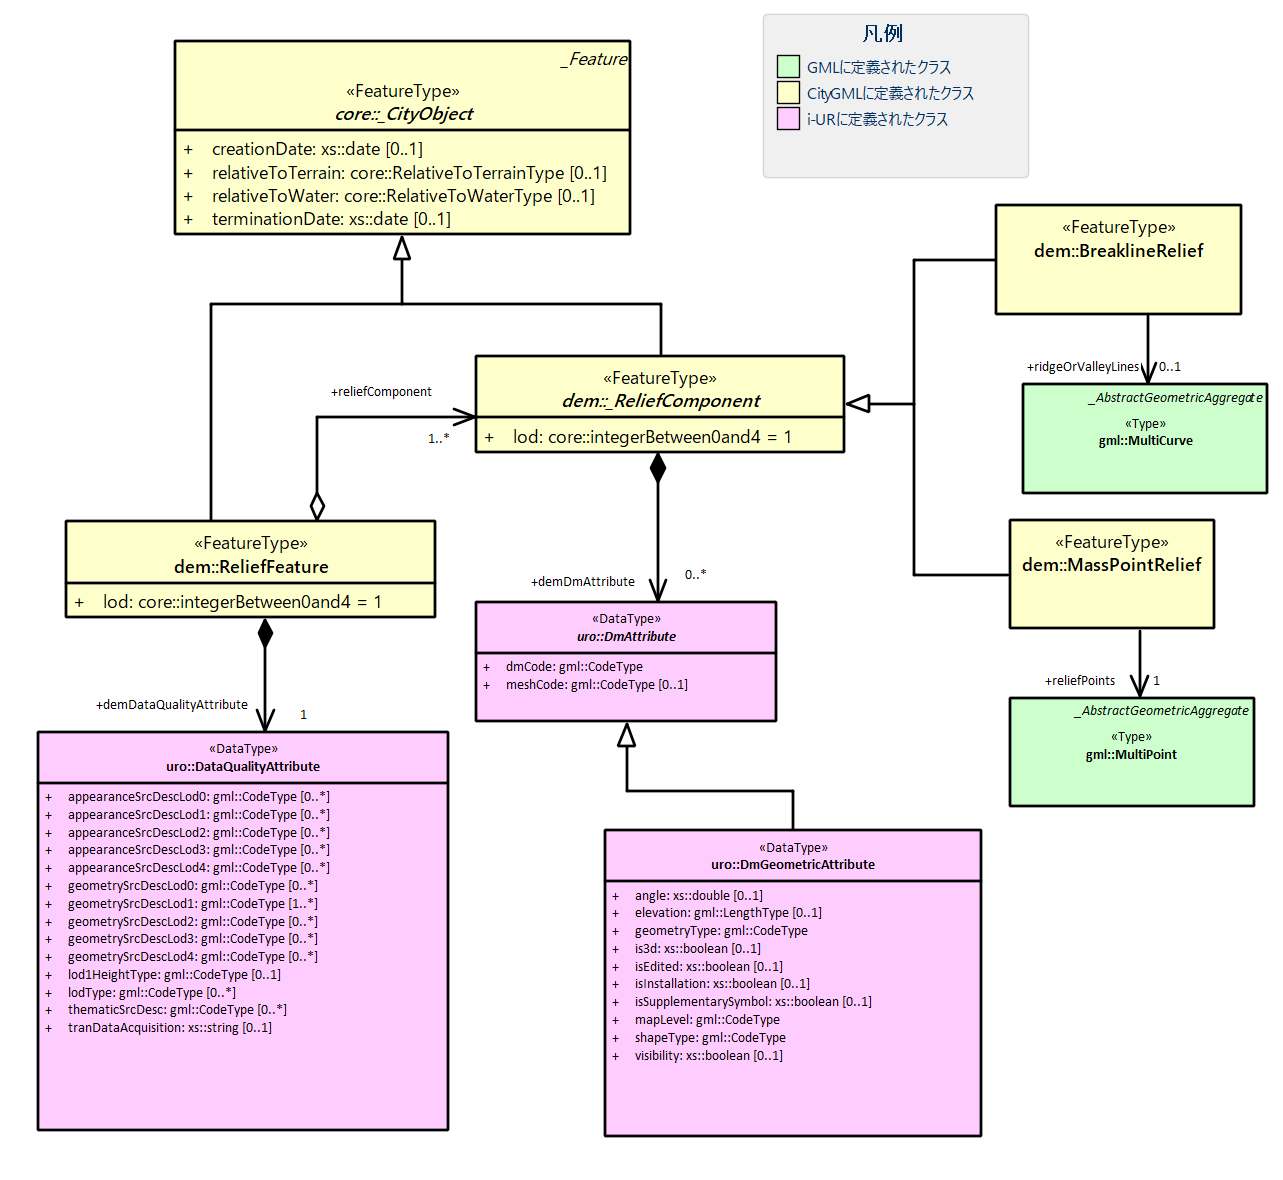 凡例
GMLに定義されたクラス
CityGMLに定義されたクラス
i-URに定義されたクラス
_Feature
«FeatureType»
core::_CityObject
+ creationDate: xs::date [0..1]
+ relativeToTerrain: core::RelativeToTerrainType [0..1]
+ relativeToWater: core::RelativeToWaterType [0..1]
+ terminationDate: xs::date [0..1]
«FeatureType»
dem::BreaklineRelief
+ridgeOrValleyLines
0..1
_AbstractGeometricAggregate
«Type»
gml::MultiCurve
«FeatureType»
dem::_ReliefComponent
+ lod: core::integerBetween0and4 = 1
+reliefComponent
1..*
«FeatureType»
dem::ReliefFeature
+ lod: core::integerBetween0and4 = 1
«FeatureType»
dem::MassPointRelief
+reliefPoints
1
_AbstractGeometricAggregate
«Type»
gml::MultiPoint
+demDmAttribute
0..*
«DataType»
uro::DmAttribute
+ dmCode: gml::CodeType
+ meshCode: gml::CodeType [0..1]
+demDataQualityAttribute
1
«DataType»
uro::DataQualityAttribute
+ appearanceSrcDescLod0: gml::CodeType [0..*]
+ appearanceSrcDescLod1: gml::CodeType [0..*]
+ appearanceSrcDescLod2: gml::CodeType [0..*]
+ appearanceSrcDescLod3: gml::CodeType [0..*]
+ appearanceSrcDescLod4: gml::CodeType [0..*]
+ geometrySrcDescLod0: gml::CodeType [0..*]
+ geometrySrcDescLod1: gml::CodeType [1..*]
+ geometrySrcDescLod2: gml::CodeType [0..*]
+ geometrySrcDescLod3: gml::CodeType [0..*]
+ geometrySrcDescLod4: gml::CodeType [0..*]
+ lod1HeightType: gml::CodeType [0..1]
+ lodType: gml::CodeType [0..*]
+ thematicSrcDesc: gml::CodeType [0..*]
+ tranDataAcquisition: xs::string [0..1]
«DataType»
uro::DmGeometricAttribute
+ angle: xs::double [0..1]
+ elevation: gml::LengthType [0..1]
+ geometryType: gml::CodeType
+ is3d: xs::boolean [0..1]
+ isEdited: xs::boolean [0..1]
+ isInstallation: xs::boolean [0..1]
+ isSupplementarySymbol: xs::boolean [0..1]
+ mapLevel: gml::CodeType
+ shapeType: gml::CodeType
+ visibility: xs::boolean [0..1]